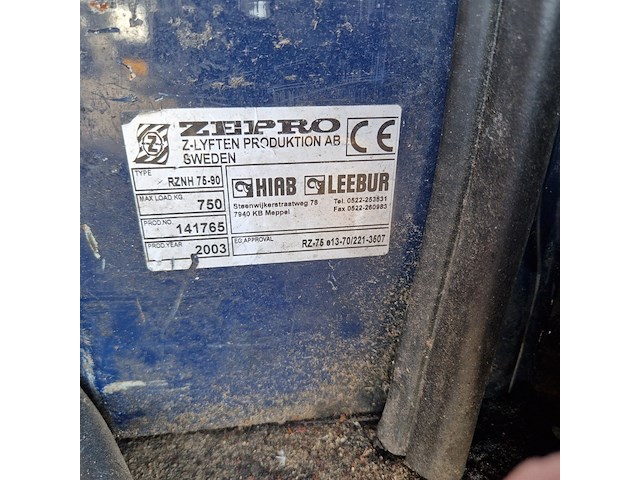 Z ZEPRO CE
Z-LYFTEN PRODUKTION AB
SWEDEN
TYPE RZNH 75-90
MAX LOAD KG. 750
PROD.NO. 141765
PROD.YEAR 2003
HIAB LEEBUR
Steenwijkerstraatweg 78 Tel. 0522-253831
7940 KB Meppel Fax 0522-260983
EG.APPROVAL RZ-75 e13-70/221-3507